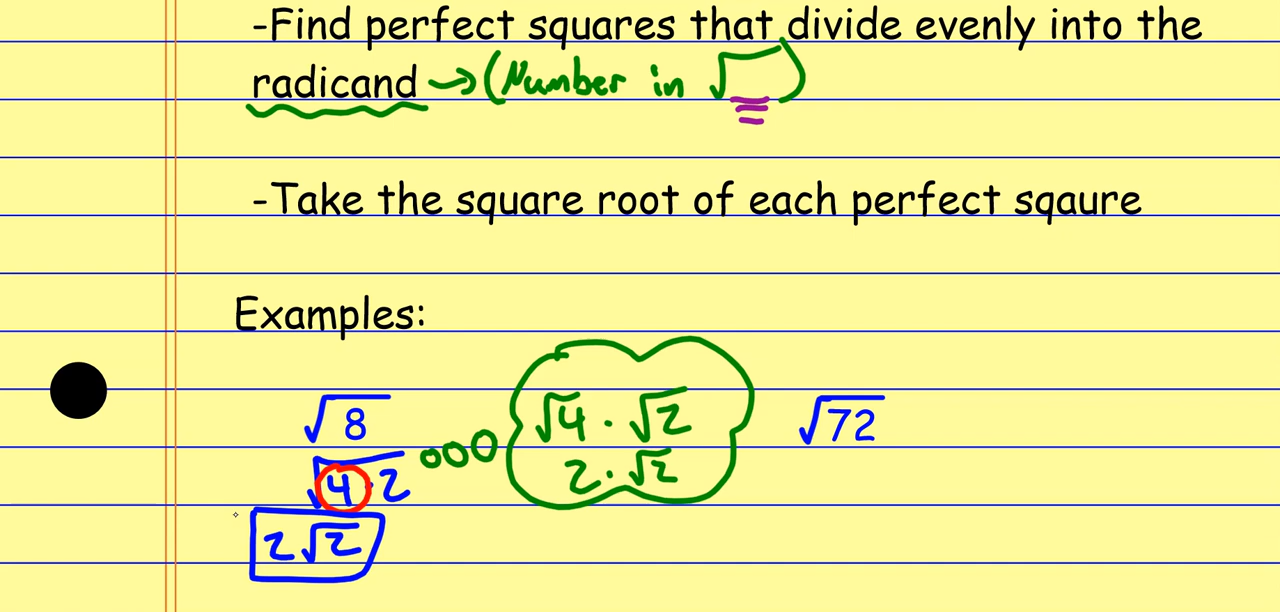 -Find perfect squares that divide evenly into the
radicand → (Number in √ )
-Take the square root of each perfect sqaure
Examples:
√8
√4·2
2√2
√4 · √2
2 · √2
√72